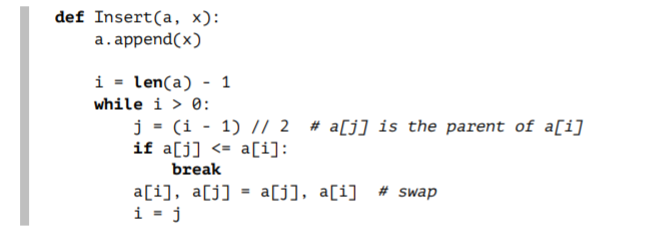 def Insert(a, x):
    a.append(x)

    i = len(a) - 1
    while i > 0:
        j = (i - 1) // 2  # a[j] is the parent of a[i]
        if a[j] <= a[i]:
            break
        a[i], a[j] = a[j], a[i]  # swap
        i = j